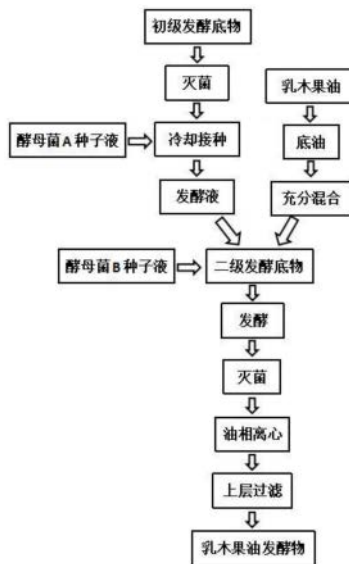 初级发酵底物
灭菌
乳木果油
酵母菌A种子液
冷却接种
底油
发酵液
充分混合
酵母菌B种子液
二级发酵底物
发酵
灭菌
油相离心
上层过滤
乳木果油发酵物